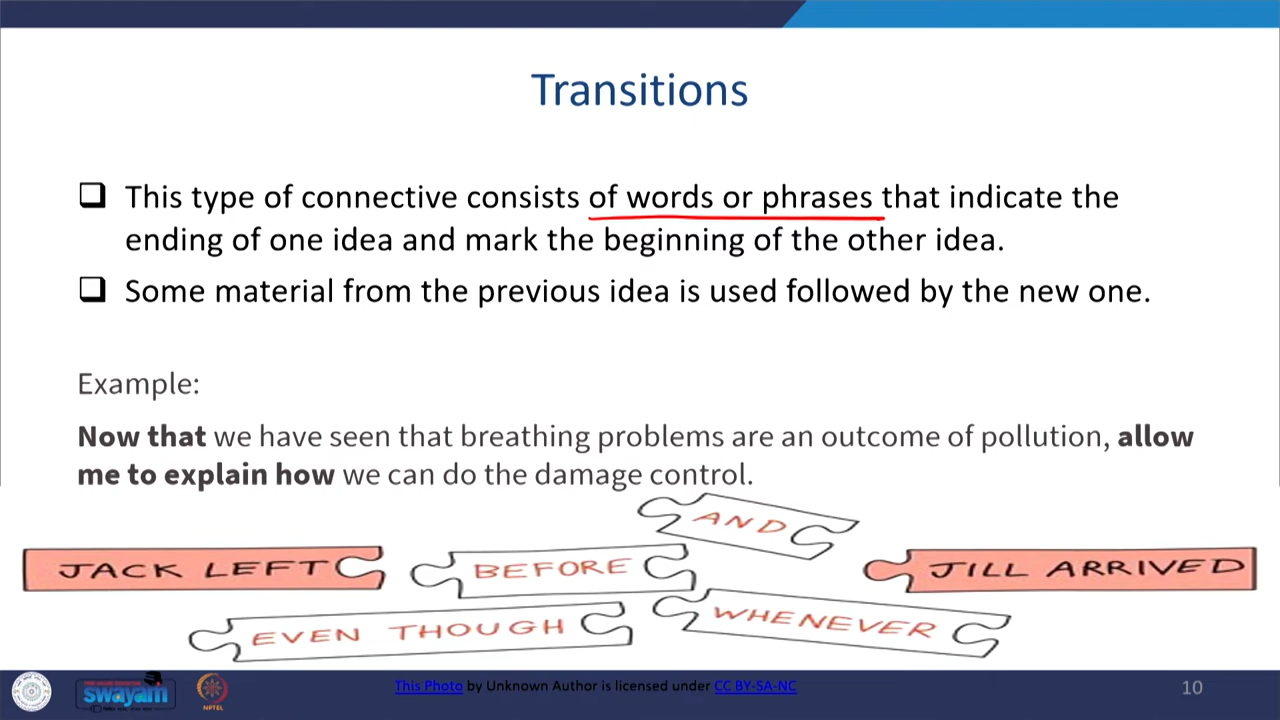 Transitions
This type of connective consists of words or phrases that indicate the
ending of one idea and mark the beginning of the other idea.
Some material from the previous idea is used followed by the new one.
Example:
Now that we have seen that breathing problems are an outcome of pollution, allow
me to explain how we can do the damage control.
AND
JACK LEFT
BEFORE
JILL ARRIVED
EVEN THOUGH
WHENEVER
swayam
NPTEL
This Photo by Unknown Author is licensed under CC BY-SA-NC
10